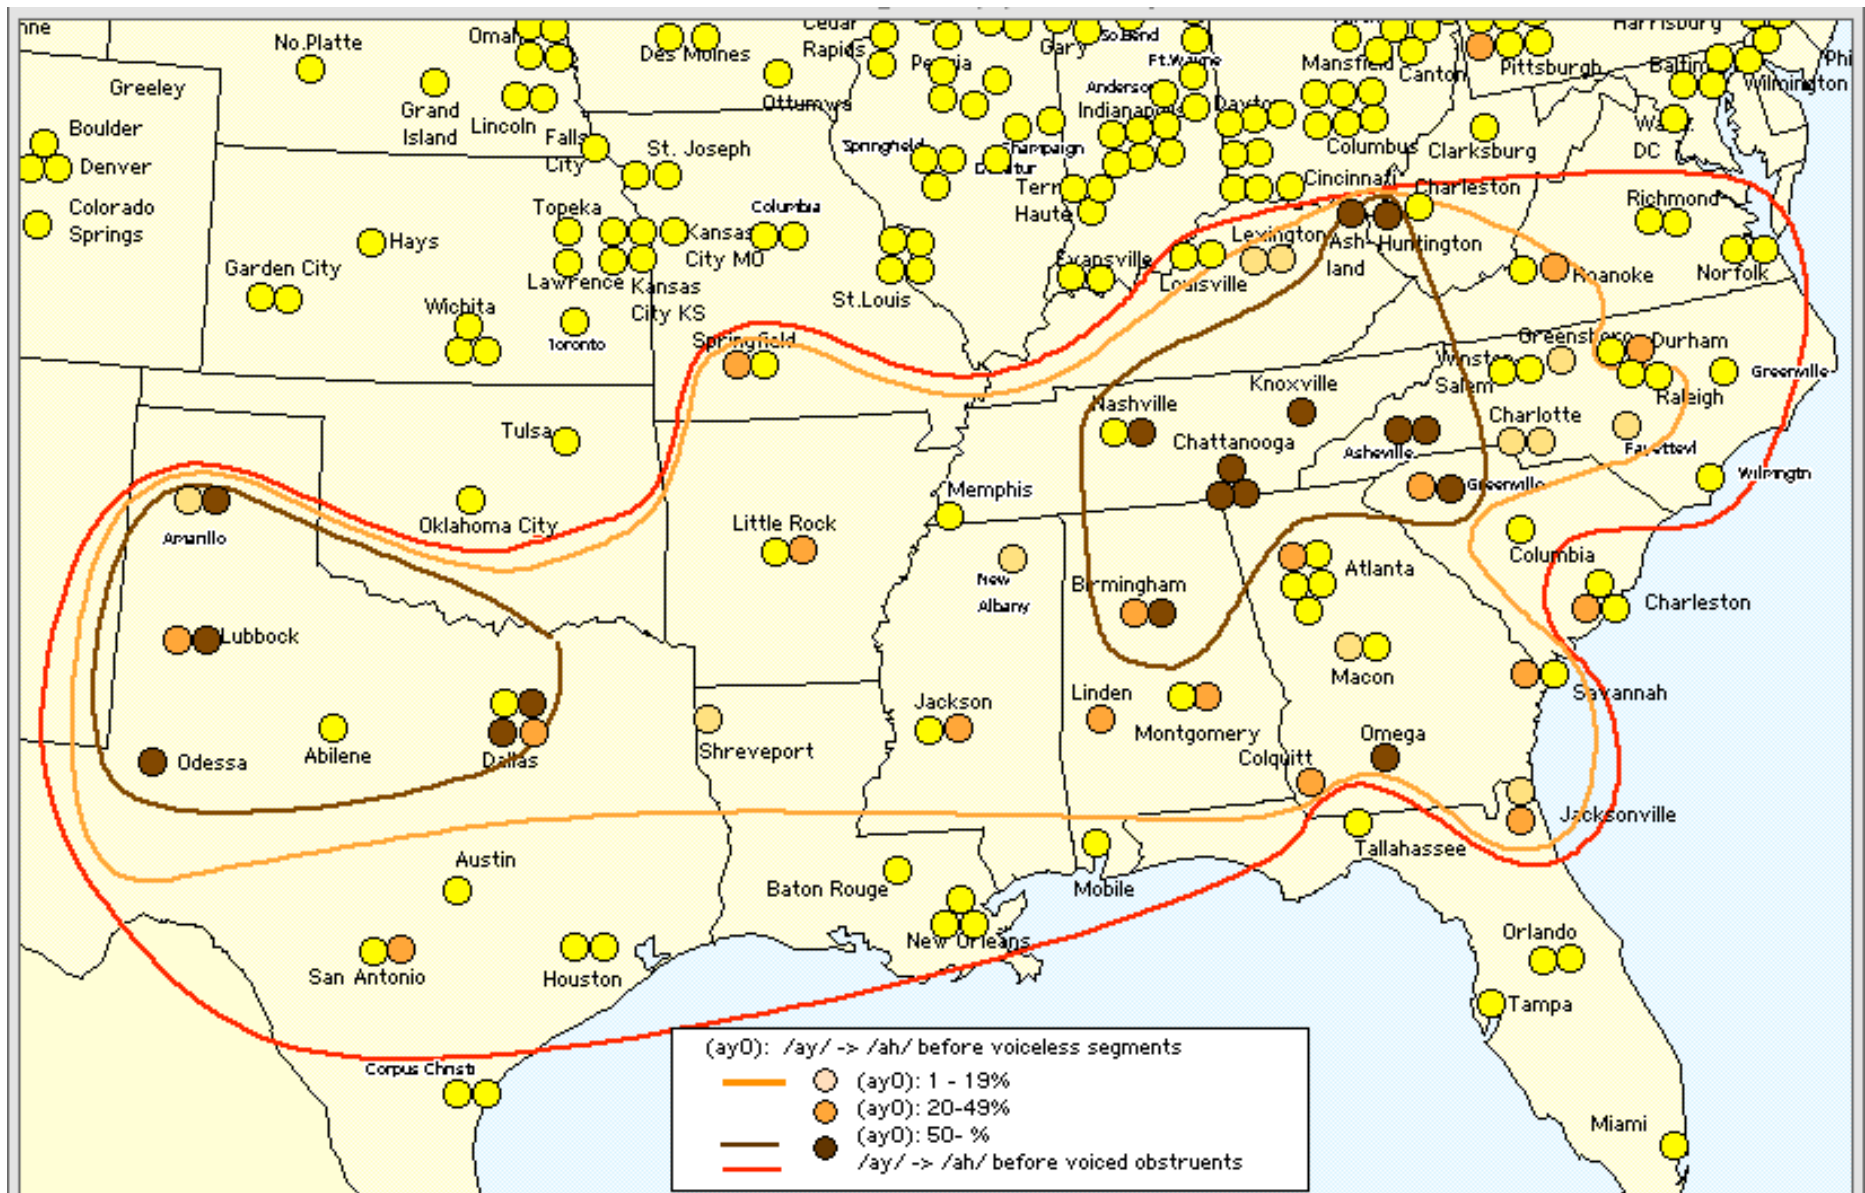 Cedar
Harrisburg
No.Platte
Des Moines
Rapids
Gary
So.Bend
Ft.Wayne
Mansfield
Canton
Pittsburgh
Wilmington
Greeley
Grand
Island
Lincoln
Ottumwa
Anderson
Indianapolis
Boulder
Denver
Falls
City
St. Joseph
Springfield
Champaign
Columbus
Clarksburg
DC
Colorado
Springs
Topeka
Columbia
Terre
Haute
Cincinnati
Charleston
Richmond
Hays
Kansas
City MO
Lexington
Ash-
land
Huntington
Garden City
Lawrence
Kansas
City KS
St.Louis
Evansville
Louisville
Roanoke
Norfolk
Wichita
Toronto
Springfield
Greensboro
Durham
Winston
Salem
Raleigh
Greenville
Knoxville
Nashville
Charlotte
Tulsa
Chattanooga
Asheville
Fayettevl
Amarillo
Oklahoma City
Memphis
Greenville
Wilmingtn
Little Rock
New
Albany
Birmingham
Atlanta
Columbia
Charleston
Lubbock
Macon
Savannah
Odessa
Abilene
Dallas
Shreveport
Jackson
Linden
Montgomery
Colquitt
Omega
Jacksonville
Austin
Baton Rouge
Mobile
Tallahassee
San Antonio
Houston
New Orleans
Orlando
Tampa
Corpus Christi
Miami
(ay0): /ay/ -> /ah/ before voiceless segments
(ay0): 1 - 19%
(ay0): 20-49%
(ay0): 50- %
/ay/ -> /ah/ before voiced obstruents